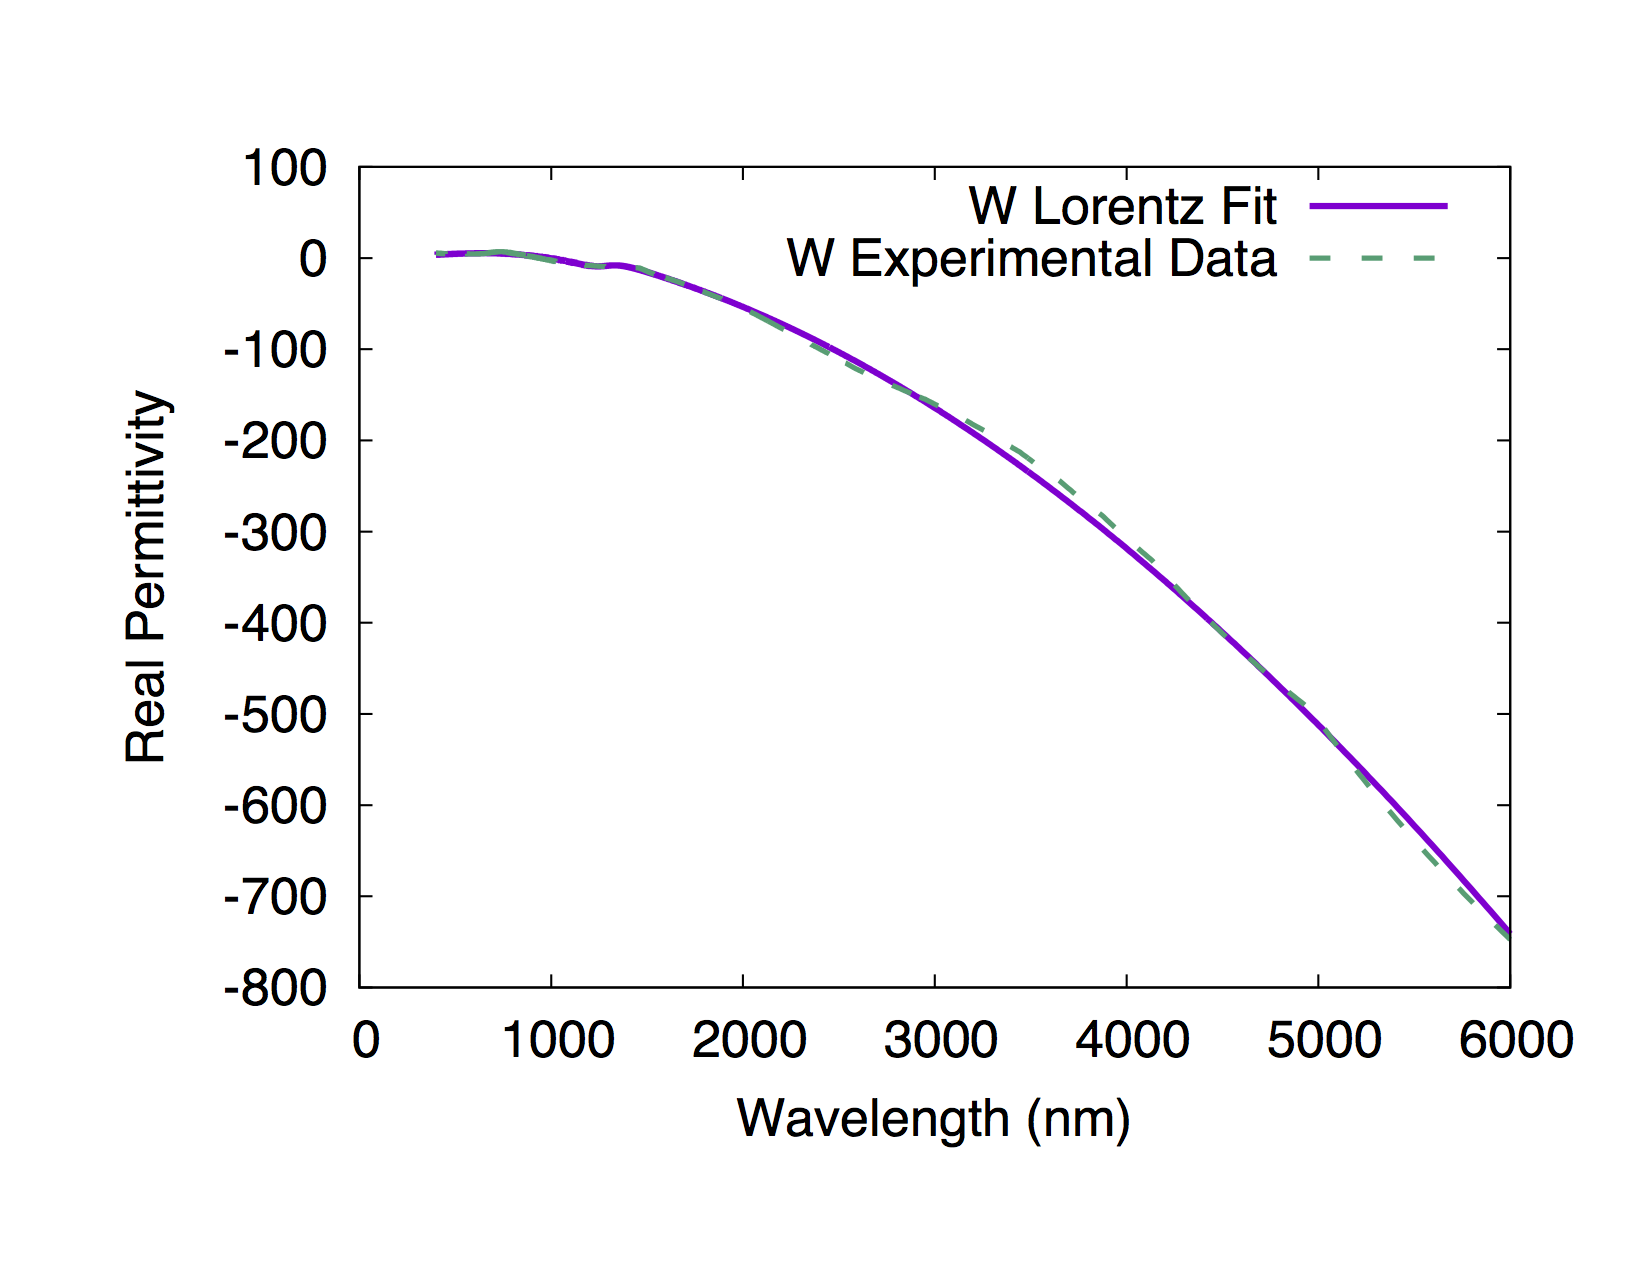 100
0
-100
-200
-300
-400
-500
-600
-700
-800
Real Permittivity
W Lorentz Fit
W Experimental Data
0 1000 2000 3000 4000 5000 6000
Wavelength (nm)